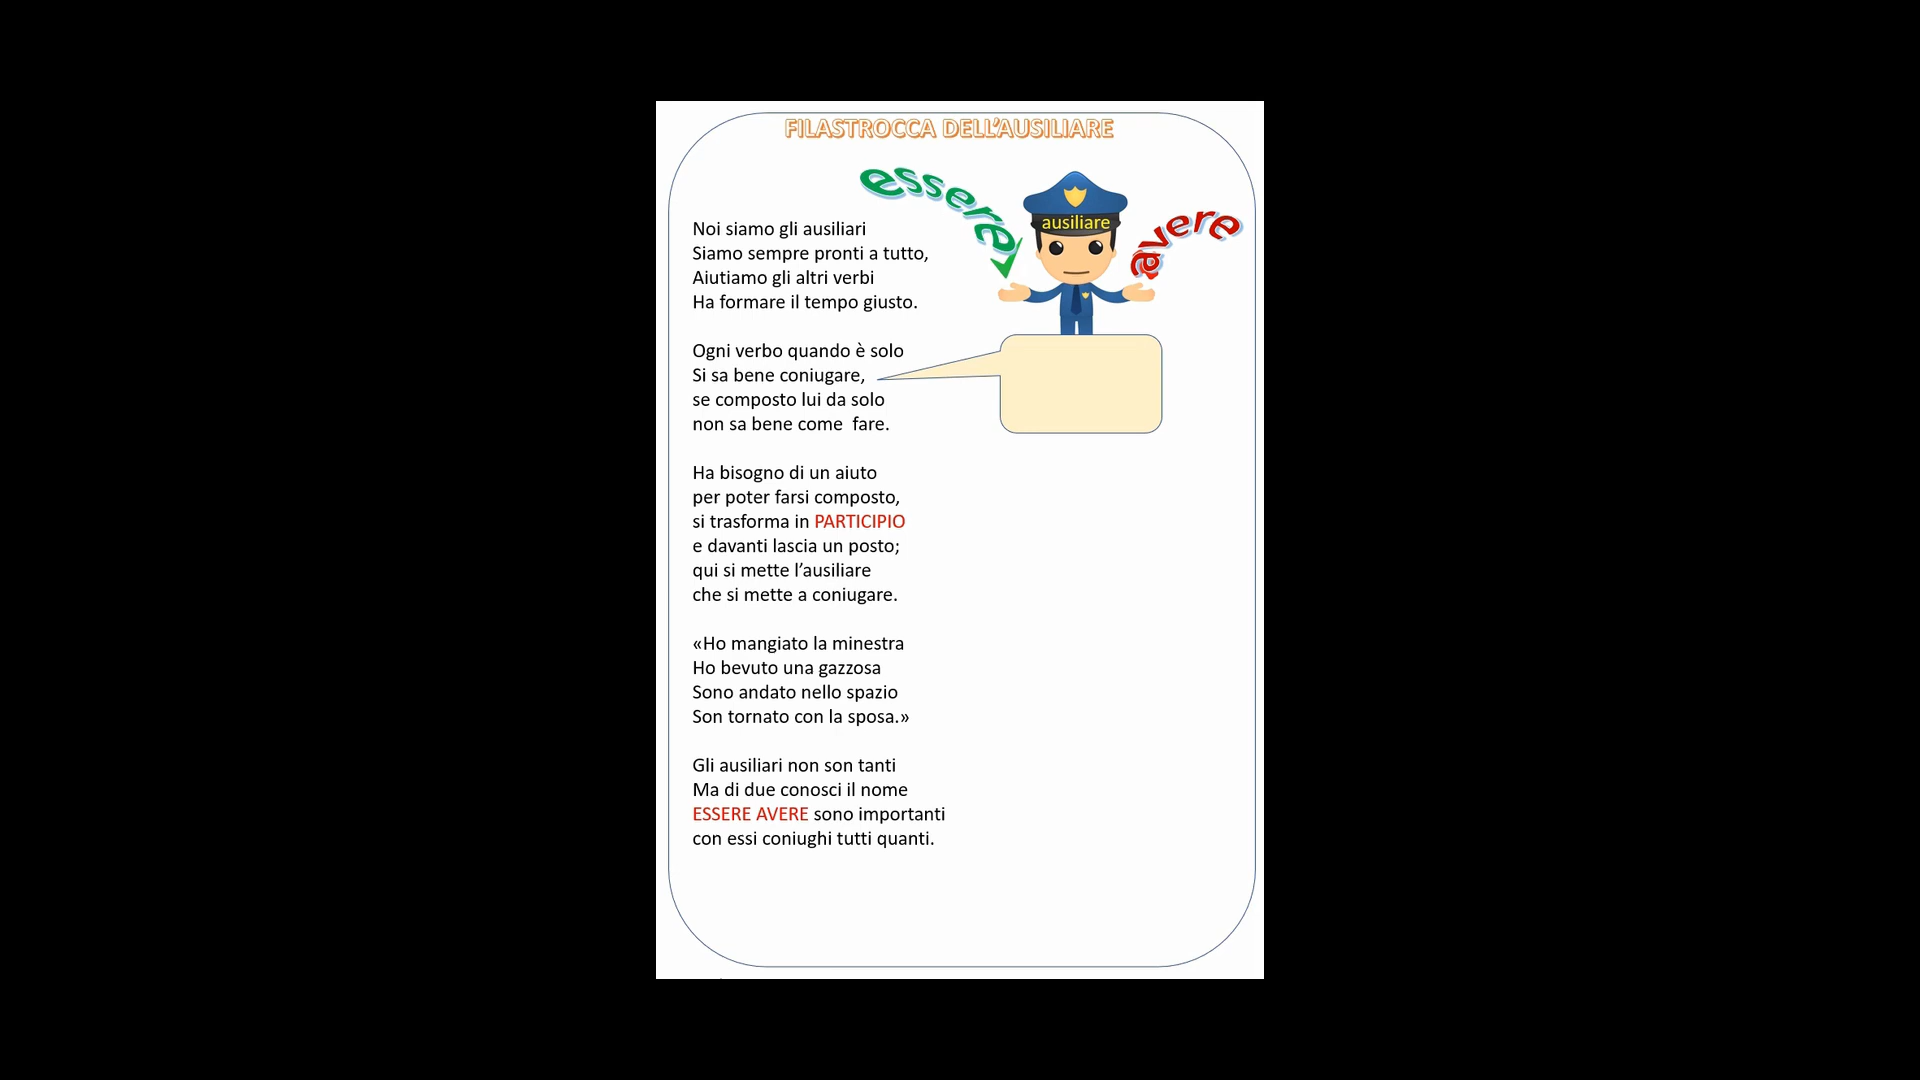 FILASTROCCA DELL'AUSILIARE
essere
ausiliare
avere
Noi siamo gli ausiliari
Siamo sempre pronti a tutto,
Aiutiamo gli altri verbi
Ha formare il tempo giusto.
Ogni verbo quando è solo
Si sa bene coniugare,
se composto lui da solo
non sa bene come  fare.
Ha bisogno di un aiuto
per poter farsi composto,
si trasforma in PARTICIPIO
e davanti lascia un posto;
qui si mette l’ausiliare
che si mette a coniugare.
«Ho mangiato la minestra
Ho bevuto una gazzosa
Sono andato nello spazio
Son tornato con la sposa.»
Gli ausiliari non son tanti
Ma di due conosci il nome
ESSERE AVERE sono importanti
con essi coniughi tutti quanti.